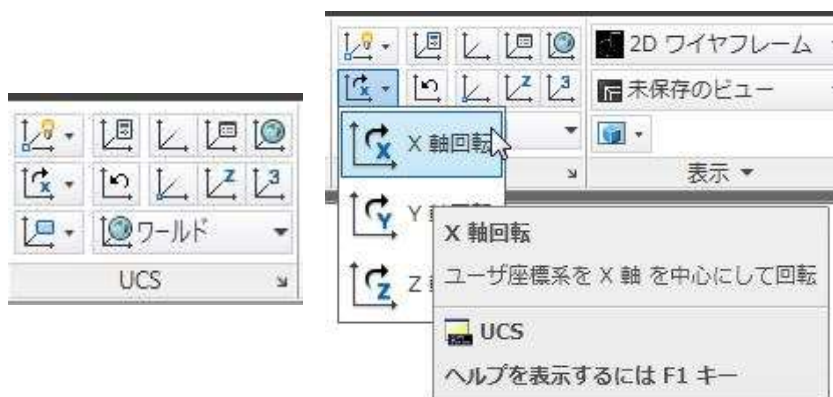 ワールド
UCS
2D ワイヤフレーム
未保存のビュー
X 軸回転
表示
Y
Z
X 軸回転
ユーザ座標系を X 軸 を中心にして回転
UCS
ヘルプを表示するには F1 キー